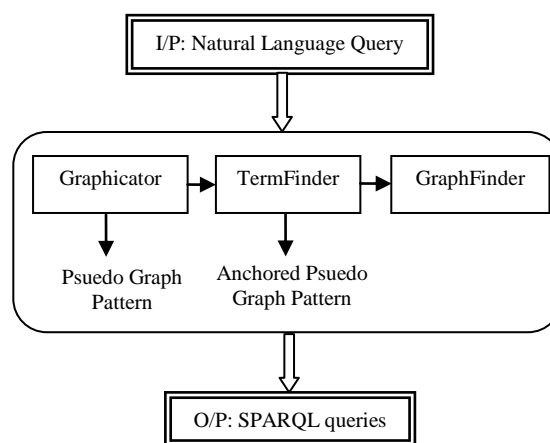 I/P: Natural Language Query
Graphicator
TermFinder
GraphFinder
Psuedo Graph
Pattern
Anchored Psuedo
Graph Pattern
O/P: SPARQL queries